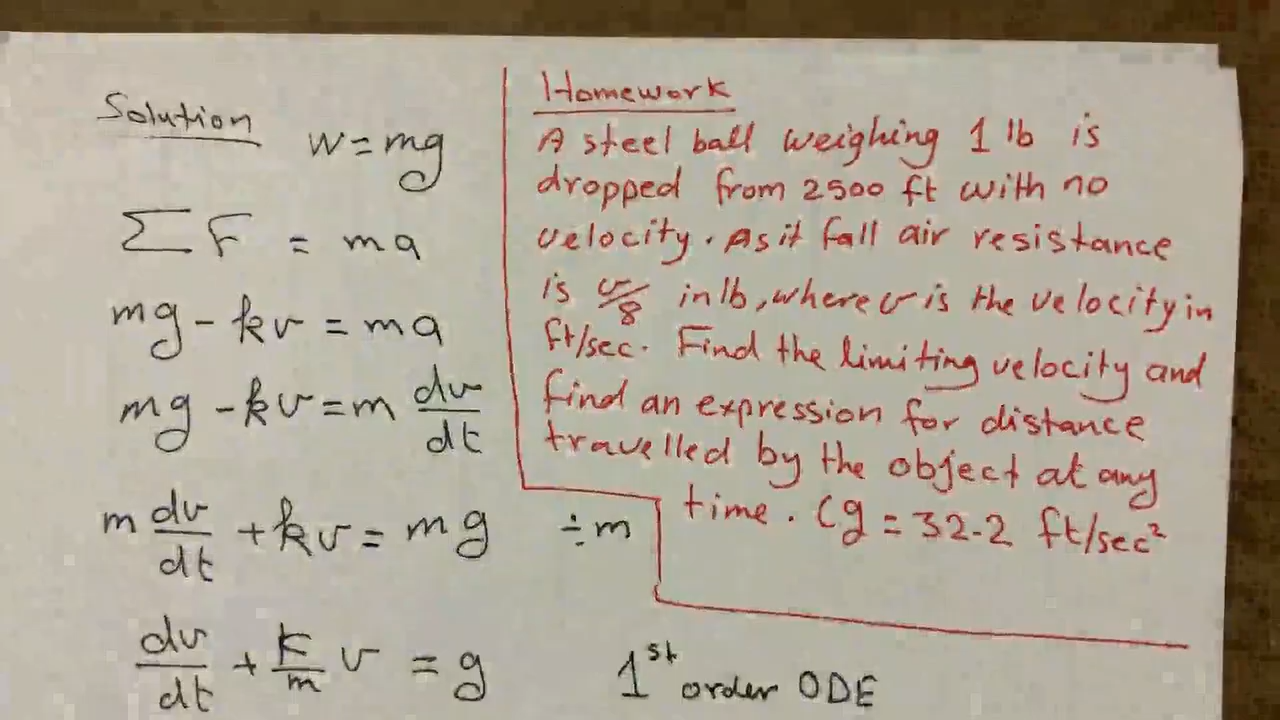 Solution
w = mg
ΣF = ma
mg - kv = ma
mg - kv = m dv/dt
m dv/dt + kv = mg ÷m
dv/dt + k/m v = g
1st order ODE
Homework
A steel ball weighing 1 lb is
dropped from 2500 ft with no
velocity. As it fall air resistance
is v/8 in lb, where v is the velocity in
ft/sec. Find the limiting velocity and
find an expression for distance
travelled by the object at any
time. (g = 32.2 ft/sec²